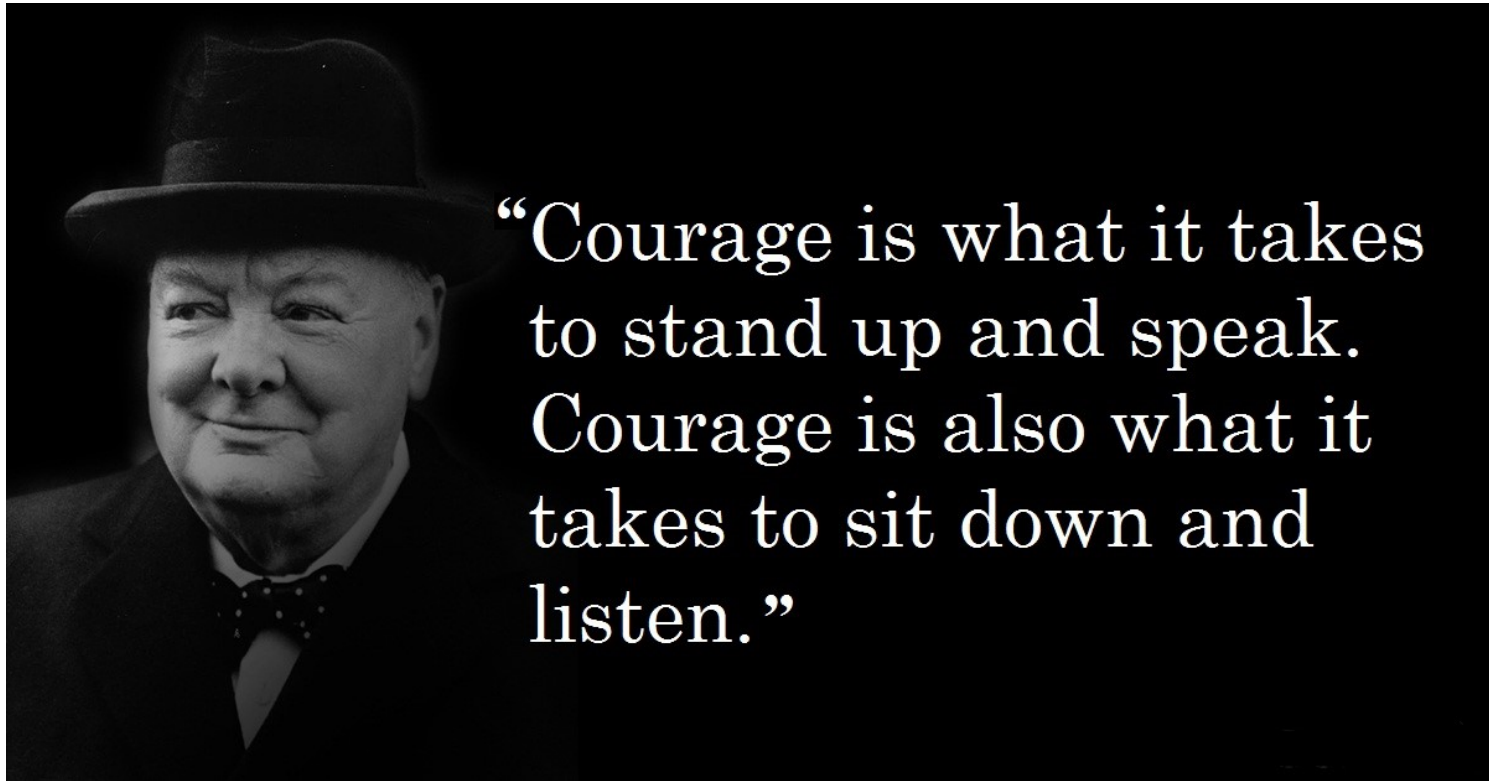 “Courage is what it takes
to stand up and speak.
Courage is also what it
takes to sit down and
listen.”